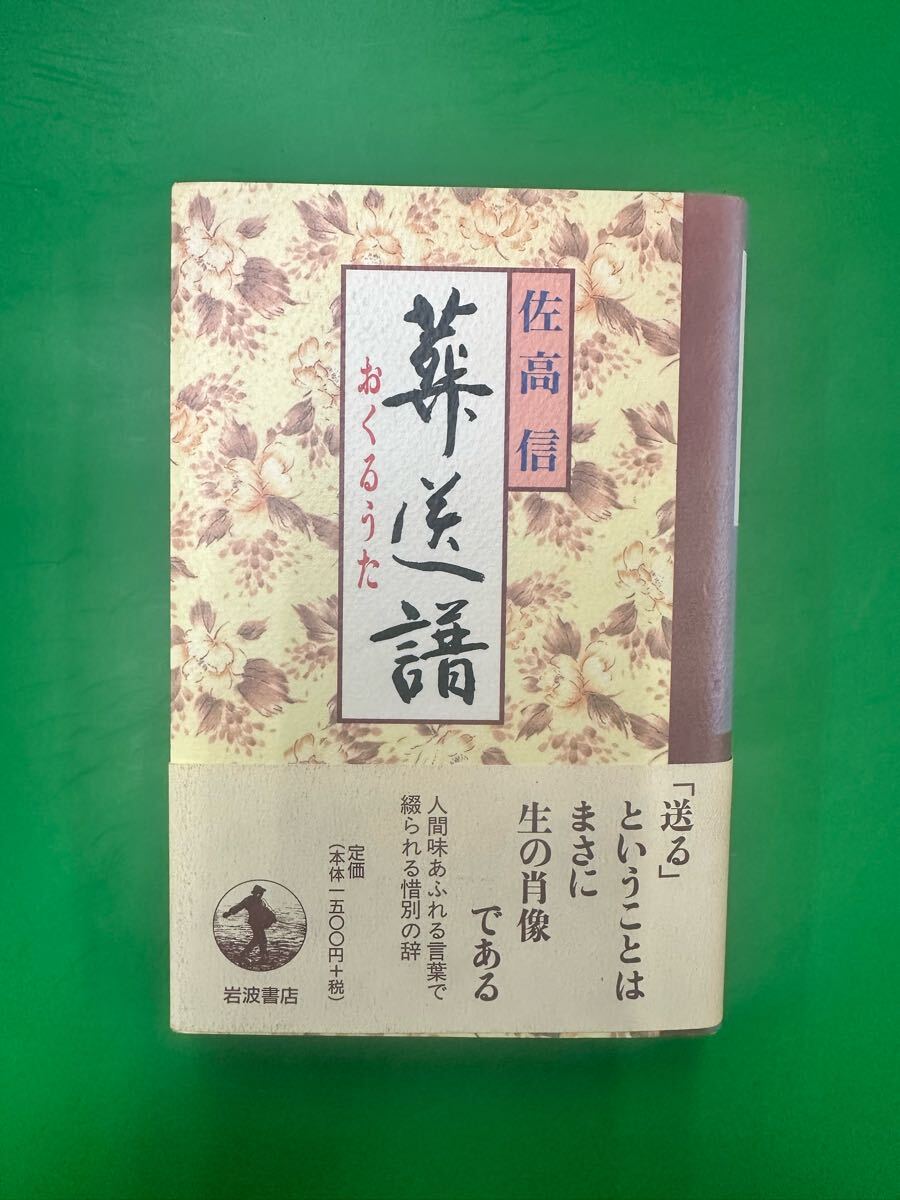 佐高信
葬送譜
おくるうた
「送る」
ということは
まさに
生の肖像
である
人間味あふれる言葉で
綴られる惜別の辞
定価
(本体一五〇〇円+税)
岩波書店